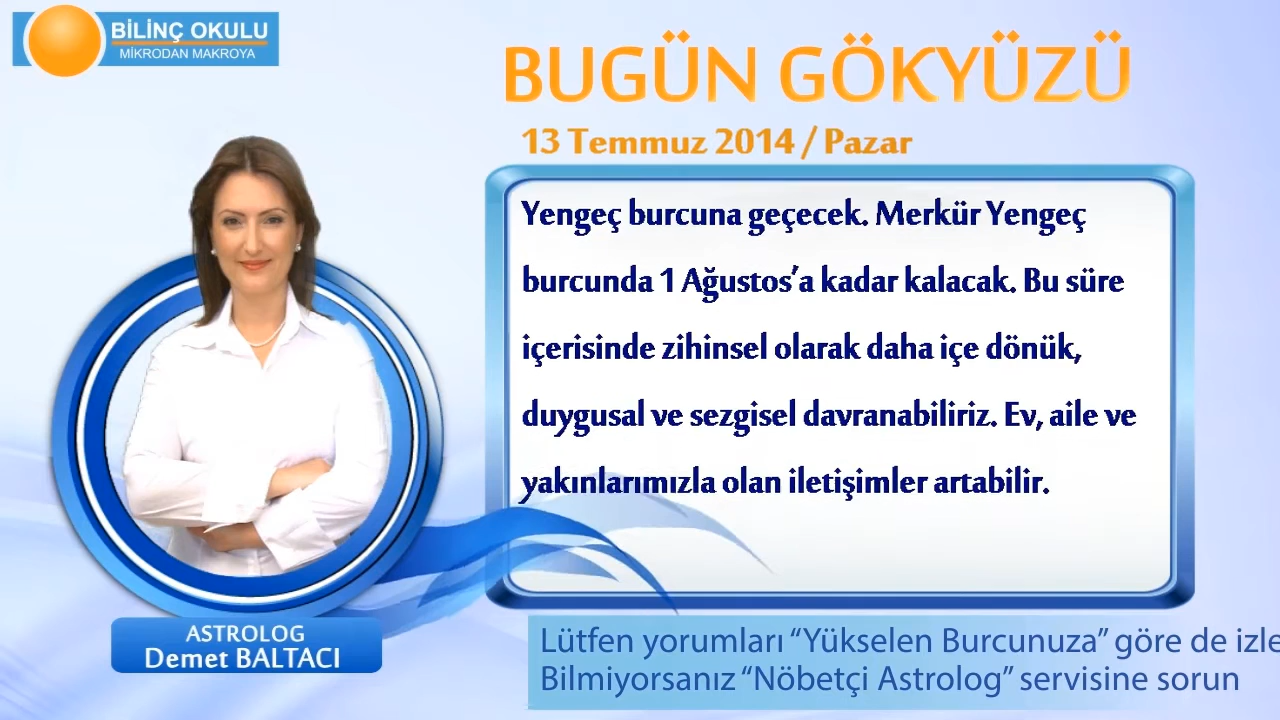 BİLİNÇ OKULU
MİKRODAN MAKROYA
BUGÜN GÖKYÜZÜ
13 Temmuz 2014 / Pazar
Yengeç burcuna geçecek. Merkür Yengeç
burcunda 1 Ağustos'a kadar kalacak. Bu süre
içerisinde zihinsel olarak daha içe dönük,
duygusal ve sezgisel davranabiliriz. Ev, aile ve
yakınlarımızla olan iletişimler artabilir.
ASTROLOG
Demet BALTACI
Lütfen yorumları “Yükselen Burcunuza” göre de izle
Bilmiyorsanız “Nöbetçi Astrolog” servisine sorun